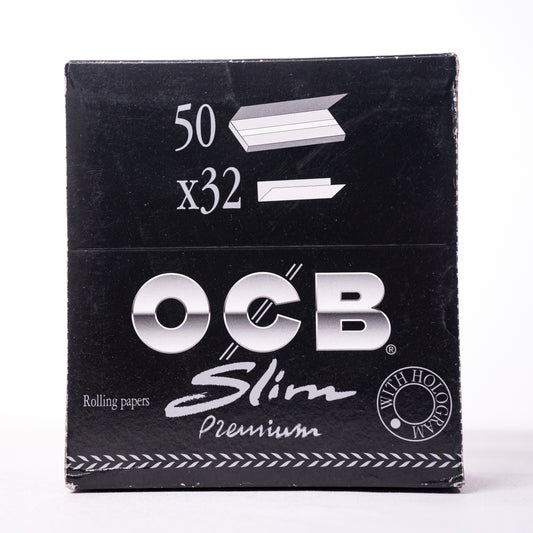 50
x32
OCB®
Slim
Rolling papers
Premium
WITH HOLOGRAM